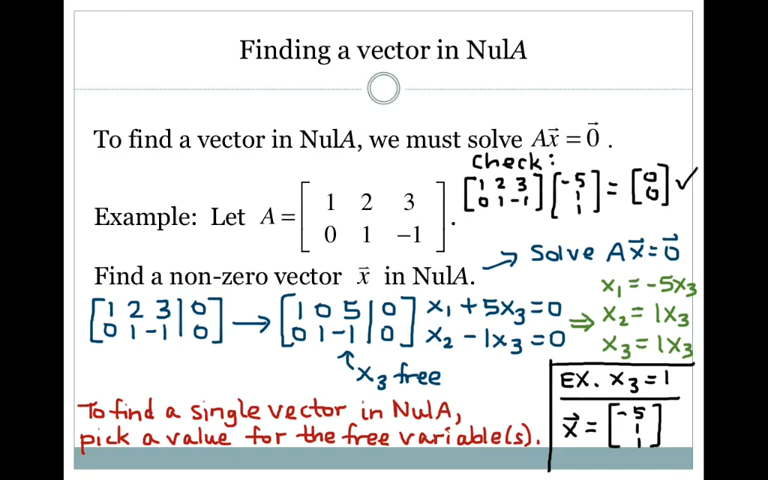 Finding a vector in NulA
To find a vector in NulA, we must solve Ax⃗ = 0⃗ .
Check:
[1 2 3; 0 1 -1] [-5; 1; 1] = [0; 0] ✓
Example: Let A = [1 2 3; 0 1 −1].
Find a non-zero vector x⃗ in NulA.
→ Solve Ax⃗ = 0⃗
[1 2 3 | 0; 0 1 -1 | 0] → [1 0 5 | 0; 0 1 -1 | 0]
x₁ + 5x₃ = 0
x₂ - 1x₃ = 0
⇒
x₁ = -5x₃
x₂ = 1x₃
x₃ = 1x₃
x₃ free
To find a single vector in NulA,
pick a value for the free variable(s).
EX. x₃ = 1
x⃗ = [-5; 1; 1]